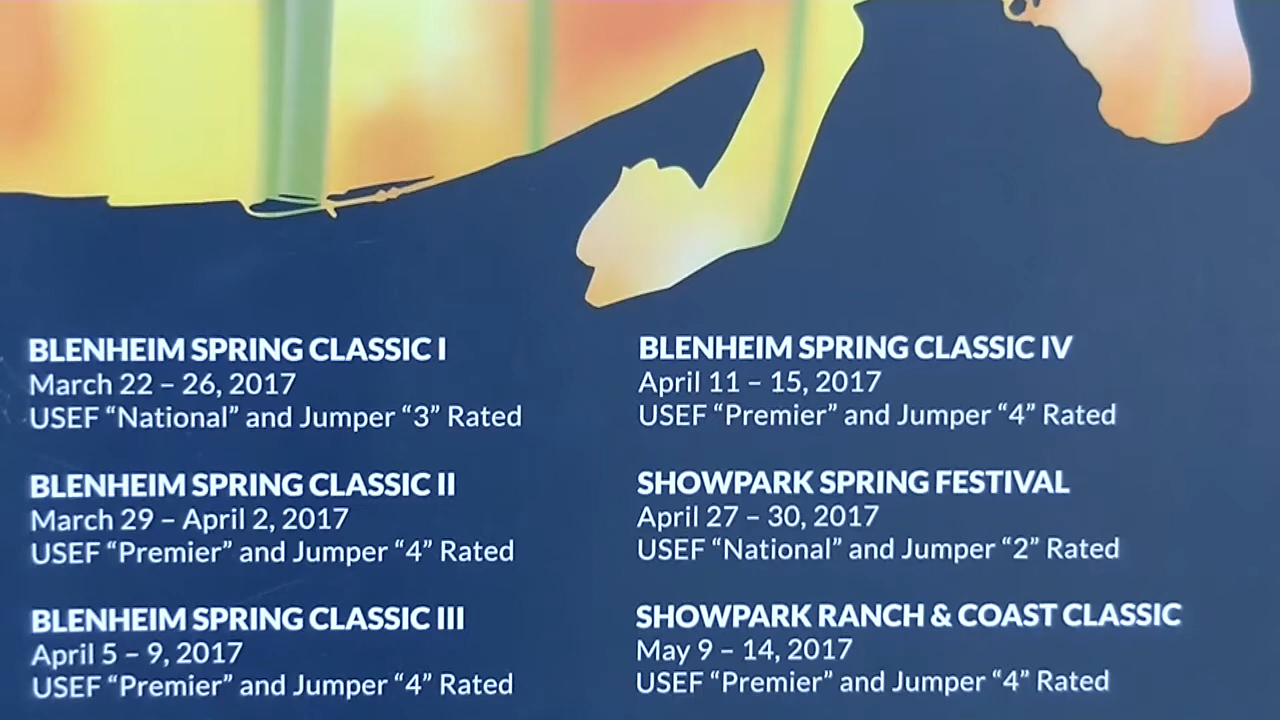 BLENHEIM SPRING CLASSIC I
March 22 – 26, 2017
USEF “National” and Jumper “3” Rated
BLENHEIM SPRING CLASSIC II
March 29 – April 2, 2017
USEF “Premier” and Jumper “4” Rated
BLENHEIM SPRING CLASSIC III
April 5 – 9, 2017
USEF “Premier” and Jumper “4” Rated
BLENHEIM SPRING CLASSIC IV
April 11 – 15, 2017
USEF “Premier” and Jumper “4” Rated
SHOWPARK SPRING FESTIVAL
April 27 – 30, 2017
USEF “National” and Jumper “2” Rated
SHOWPARK RANCH & COAST CLASSIC
May 9 – 14, 2017
USEF “Premier” and Jumper “4” Rated